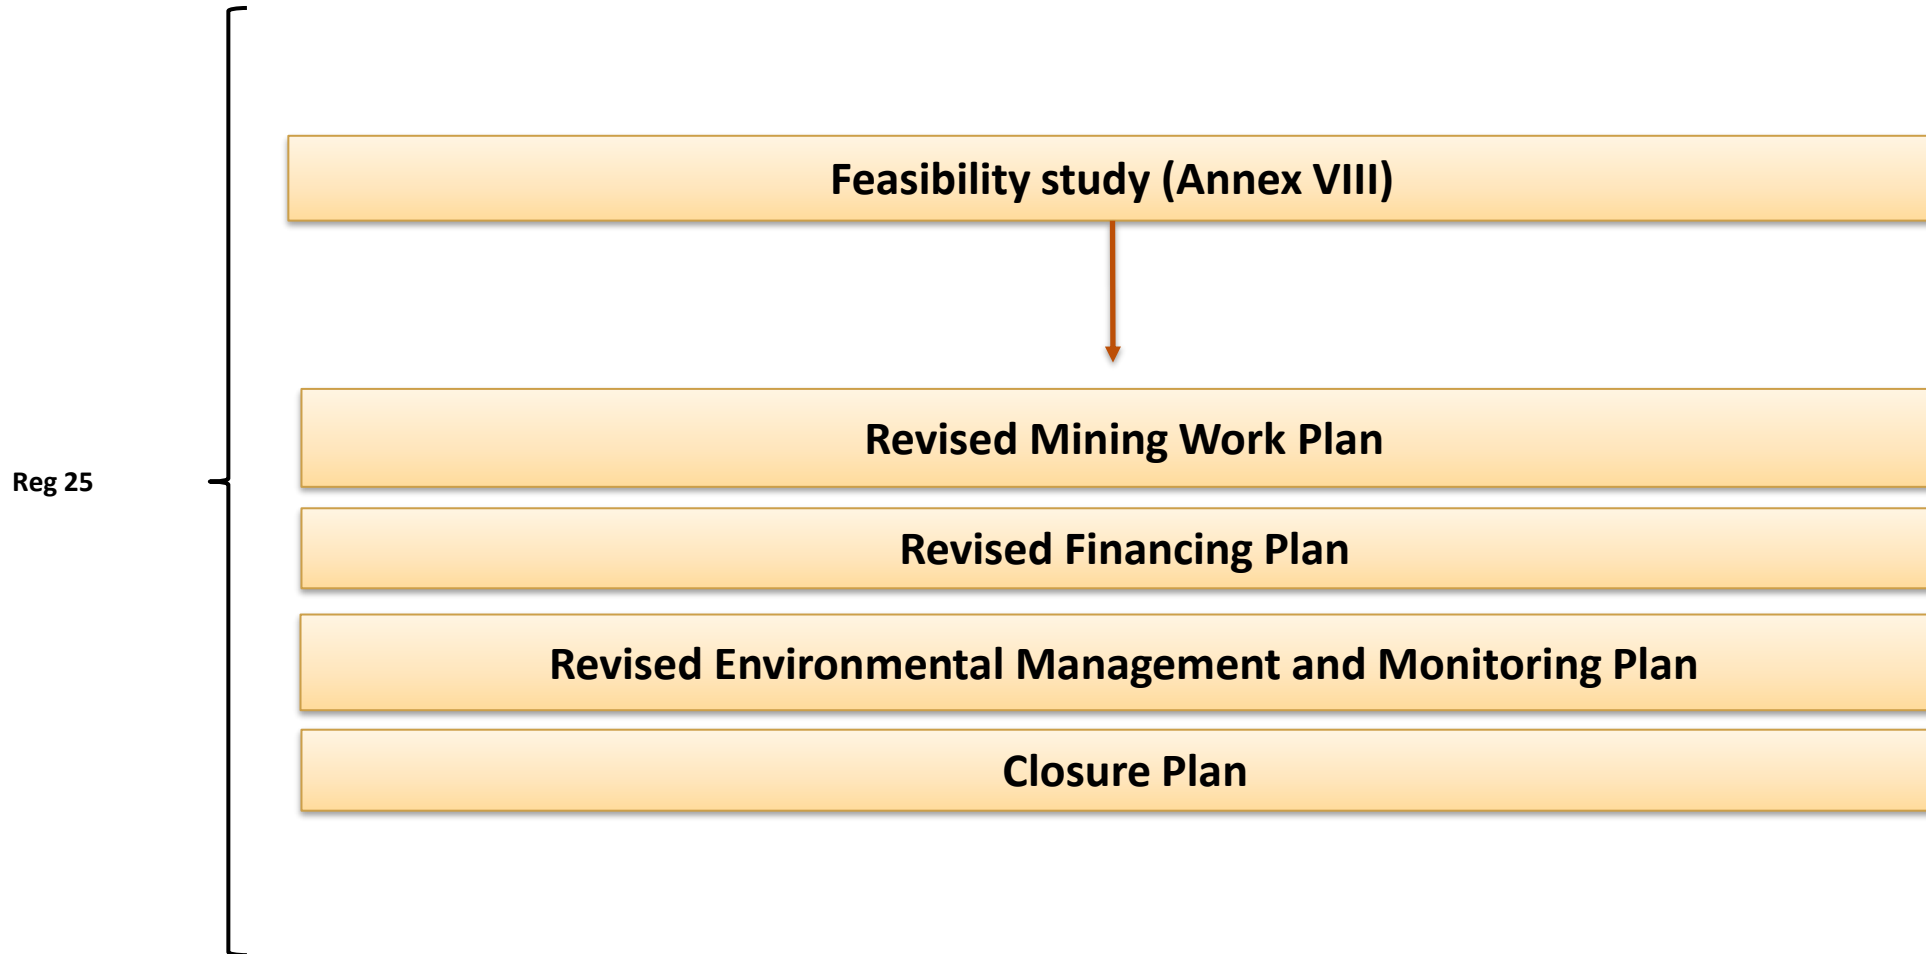 Feasibility study (Annex VIII)
Revised Mining Work Plan
Reg 25
Revised Financing Plan
Revised Environmental Management and Monitoring Plan
Closure Plan